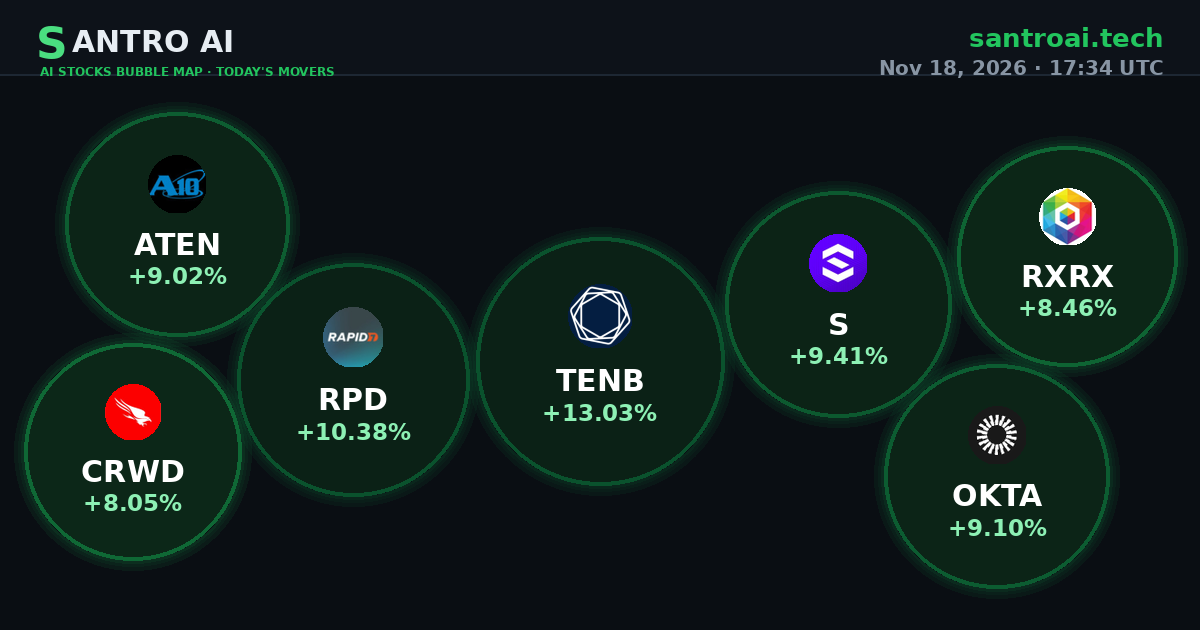 SANTRO AI
AI STOCKS BUBBLE MAP · TODAY'S MOVERS
santroai.tech
Nov 18, 2026 · 17:34 UTC
A10
ATEN
+9.02%
CRWD
+8.05%
RAPID7
RPD
+10.38%
TENB
+13.03%
S
+9.41%
RXRX
+8.46%
OKTA
+9.10%